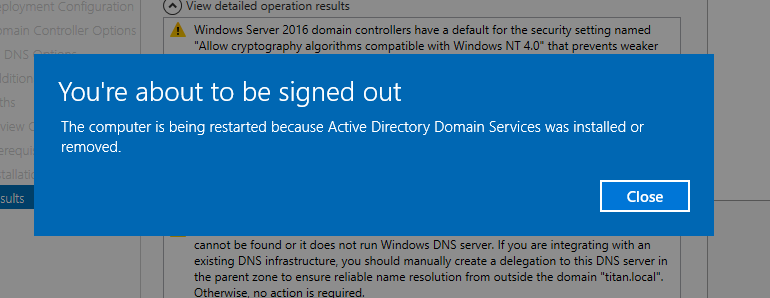 eployment Configuration
omain Controller Options
DNS Options
ddition
ths
view O
rerequis
stallatio
sults
View detailed operation results
Windows Server 2016 domain controllers have a default for the security setting named
"Allow cryptography algorithms compatible with Windows NT 4.0" that prevents weaker
You're about to be signed out
The computer is being restarted because Active Directory Domain Services was installed or
removed.
Close
cannot be found or it does not run Windows DNS server. If you are integrating with an
existing DNS infrastructure, you should manually create a delegation to this DNS server in
the parent zone to ensure reliable name resolution from outside the domain "titan.local".
Otherwise, no action is required.